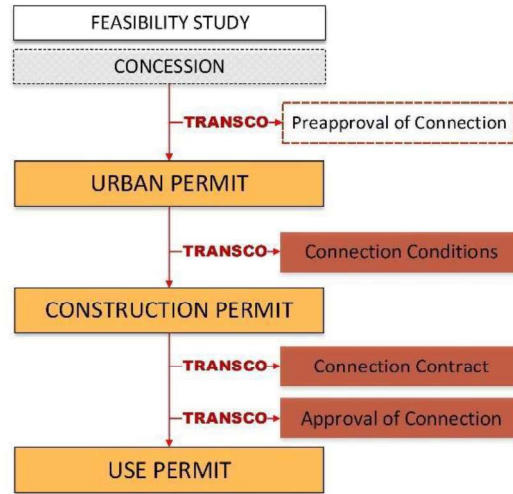 FEASIBILITY STUDY
CONCESSION
TRANSCO
Preapproval of Connection
URBAN PERMIT
TRANSCO
Connection Conditions
CONSTRUCTION PERMIT
TRANSCO
Connection Contract
TRANSCO
Approval of Connection
USE PERMIT